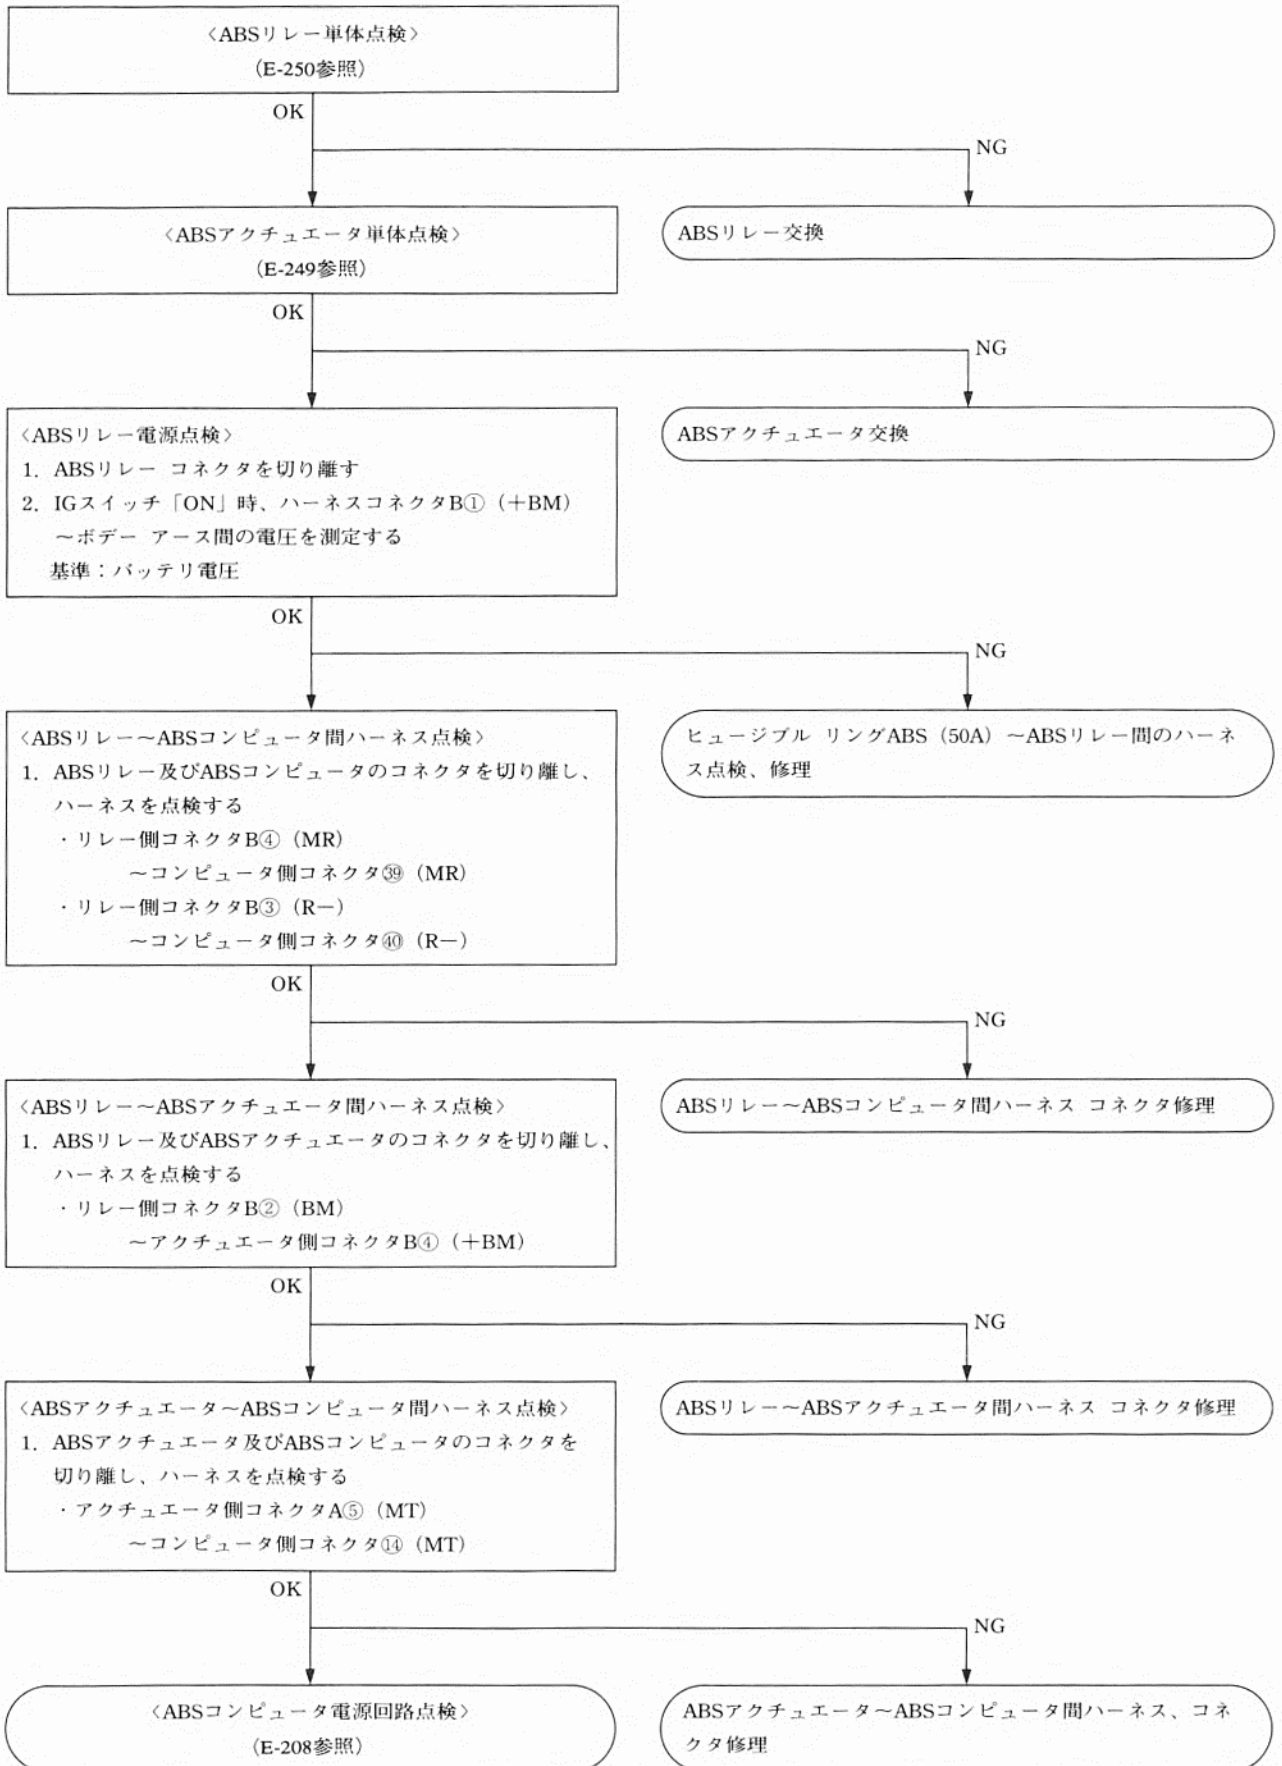 〈ABSリレー単体点検〉
(E-250参照)
OK
NG
〈ABSアクチュエータ単体点検〉
(E-249参照)
ABSリレー交換
OK
NG
〈ABSリレー電源点検〉
1. ABSリレー コネクタを切り離す
2. IGスイッチ「ON」時、ハーネスコネクタB①(+BM)
~ボデー アース間の電圧を測定する
基準:バッテリ電圧
ABSアクチュエータ交換
OK
NG
〈ABSリレー~ABSコンピュータ間ハーネス点検〉
1. ABSリレー及びABSコンピュータのコネクタを切り離し、
ハーネスを点検する
・リレー側コネクタB④(MR)
~コンピュータ側コネクタ㊴(MR)
・リレー側コネクタB③(R-)
~コンピュータ側コネクタ㊵(R-)
ヒュージブル リングABS(50A)~ABSリレー間のハーネ
ス点検、修理
OK
NG
〈ABSリレー~ABSアクチュエータ間ハーネス点検〉
1. ABSリレー及びABSアクチュエータのコネクタを切り離し、
ハーネスを点検する
・リレー側コネクタB②(BM)
~アクチュエータ側コネクタB④(+BM)
ABSリレー~ABSコンピュータ間ハーネス コネクタ修理
OK
NG
〈ABSアクチュエータ~ABSコンピュータ間ハーネス点検〉
1. ABSアクチュエータ及びABSコンピュータのコネクタを
切り離し、ハーネスを点検する
・アクチュエータ側コネクタA⑤(MT)
~コンピュータ側コネクタ⑭(MT)
ABSリレー~ABSアクチュエータ間ハーネス コネクタ修理
OK
NG
〈ABSコンピュータ電源回路点検〉
(E-208参照)
ABSアクチュエータ~ABSコンピュータ間ハーネス、コネ
クタ修理